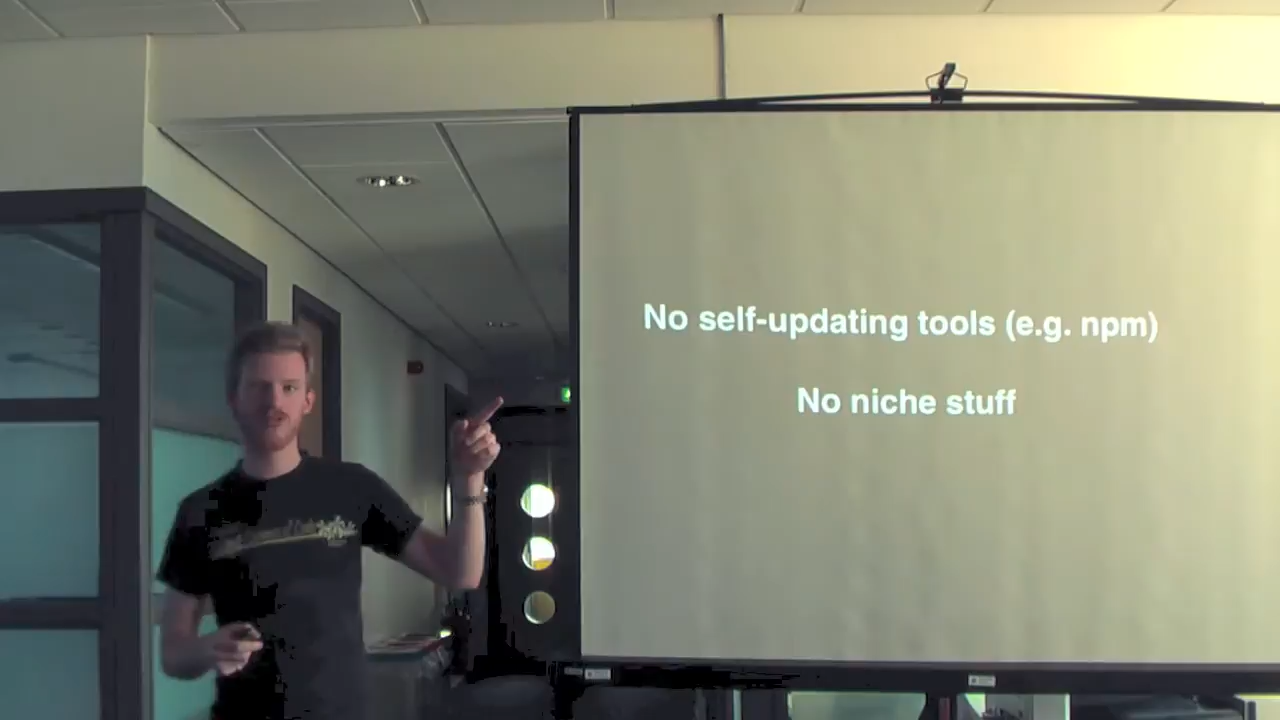 No self-updating tools (e.g. npm)
No niche stuff